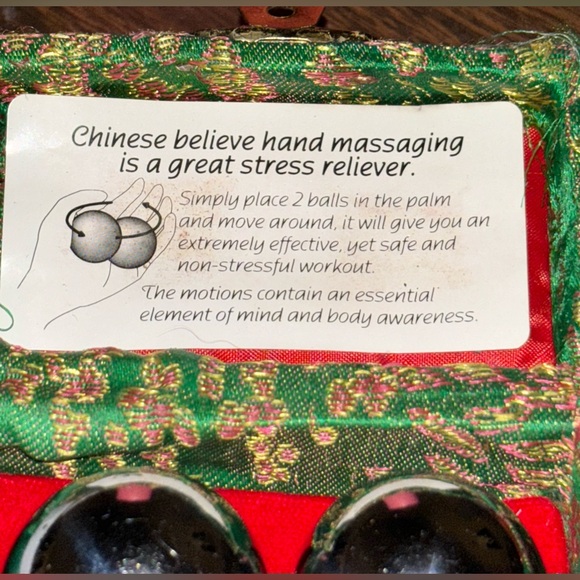 Chinese believe hand massaging
is a great stress reliever.
Simply place 2 balls in the palm
and move around, it will give you an
extremely effective, yet safe and
non-stressful workout.
The motions contain an essential
element of mind and body awareness.